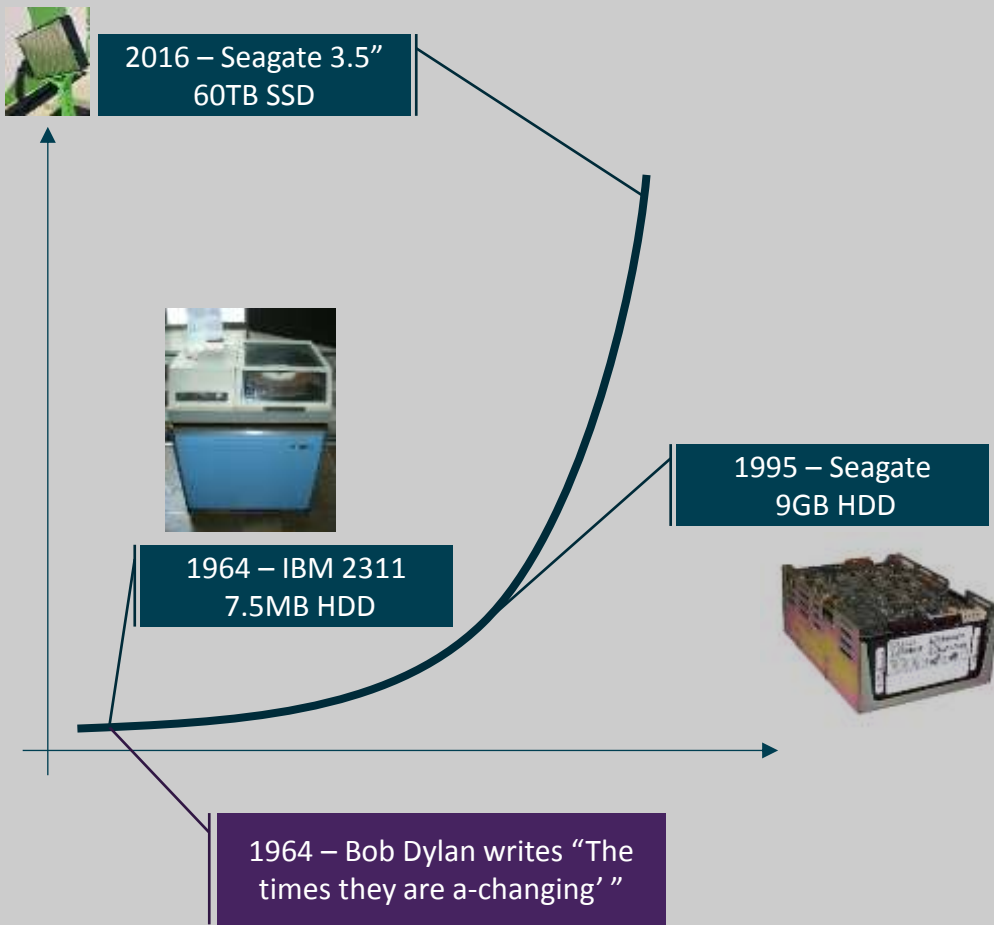 2016 – Seagate 3.5”
60TB SSD
1995 – Seagate
9GB HDD
1964 – IBM 2311
7.5MB HDD
1964 – Bob Dylan writes “The
times they are a-changing’ ”